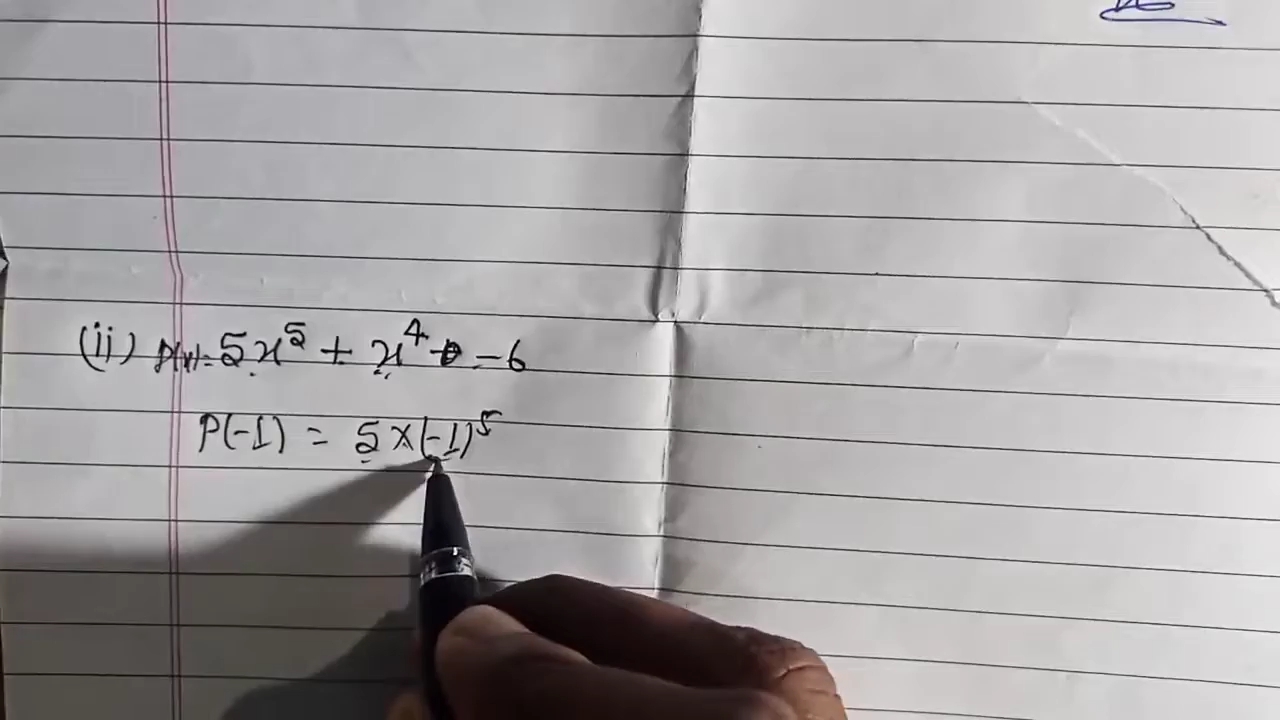 (ii) P(x)= 5x⁵ + x⁴ - 6
P(-1) = 5 × (-1)⁵